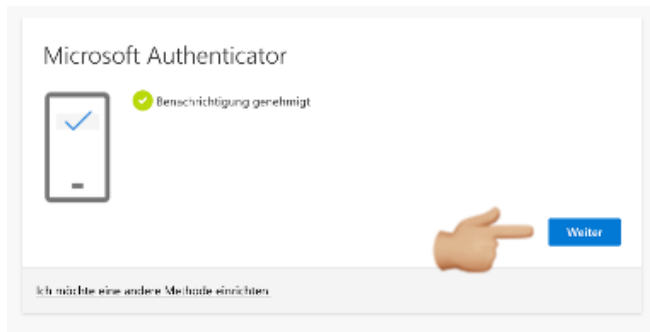 Microsoft Authenticator
Benachrichtigung genehmigt
Weiter
Ich möchte eine andere Methode einrichten